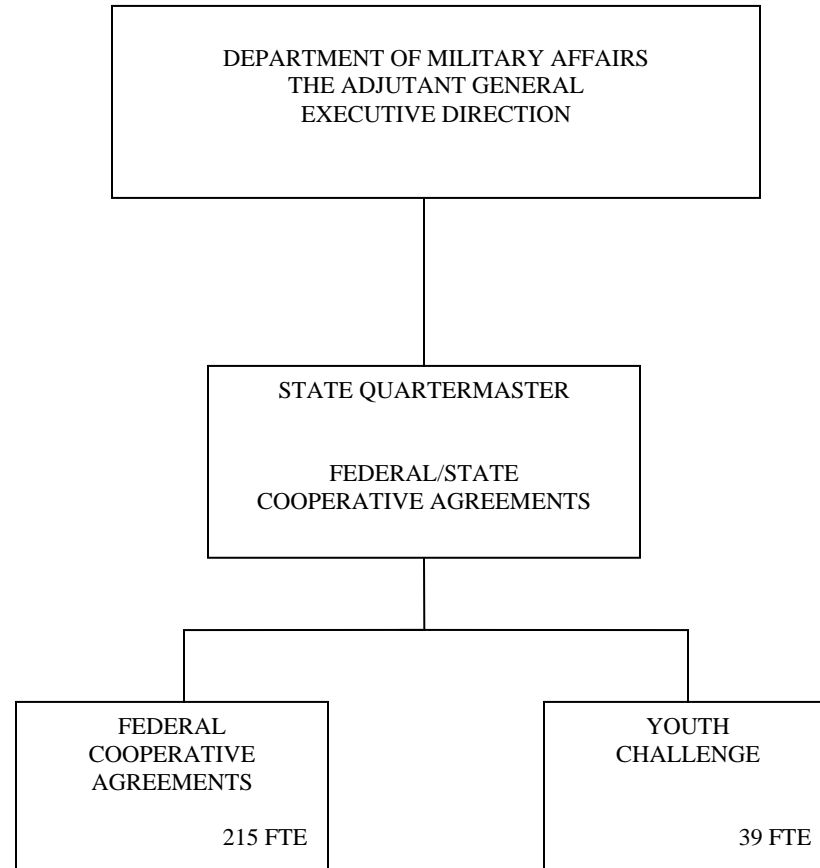 DEPARTMENT OF MILITARY AFFAIRS
THE ADJUTANT GENERAL
EXECUTIVE DIRECTION
STATE QUARTERMASTER
FEDERAL/STATE
COOPERATIVE AGREEMENTS
FEDERAL
COOPERATIVE
AGREEMENTS
215 FTE
YOUTH
CHALLENGE
39 FTE